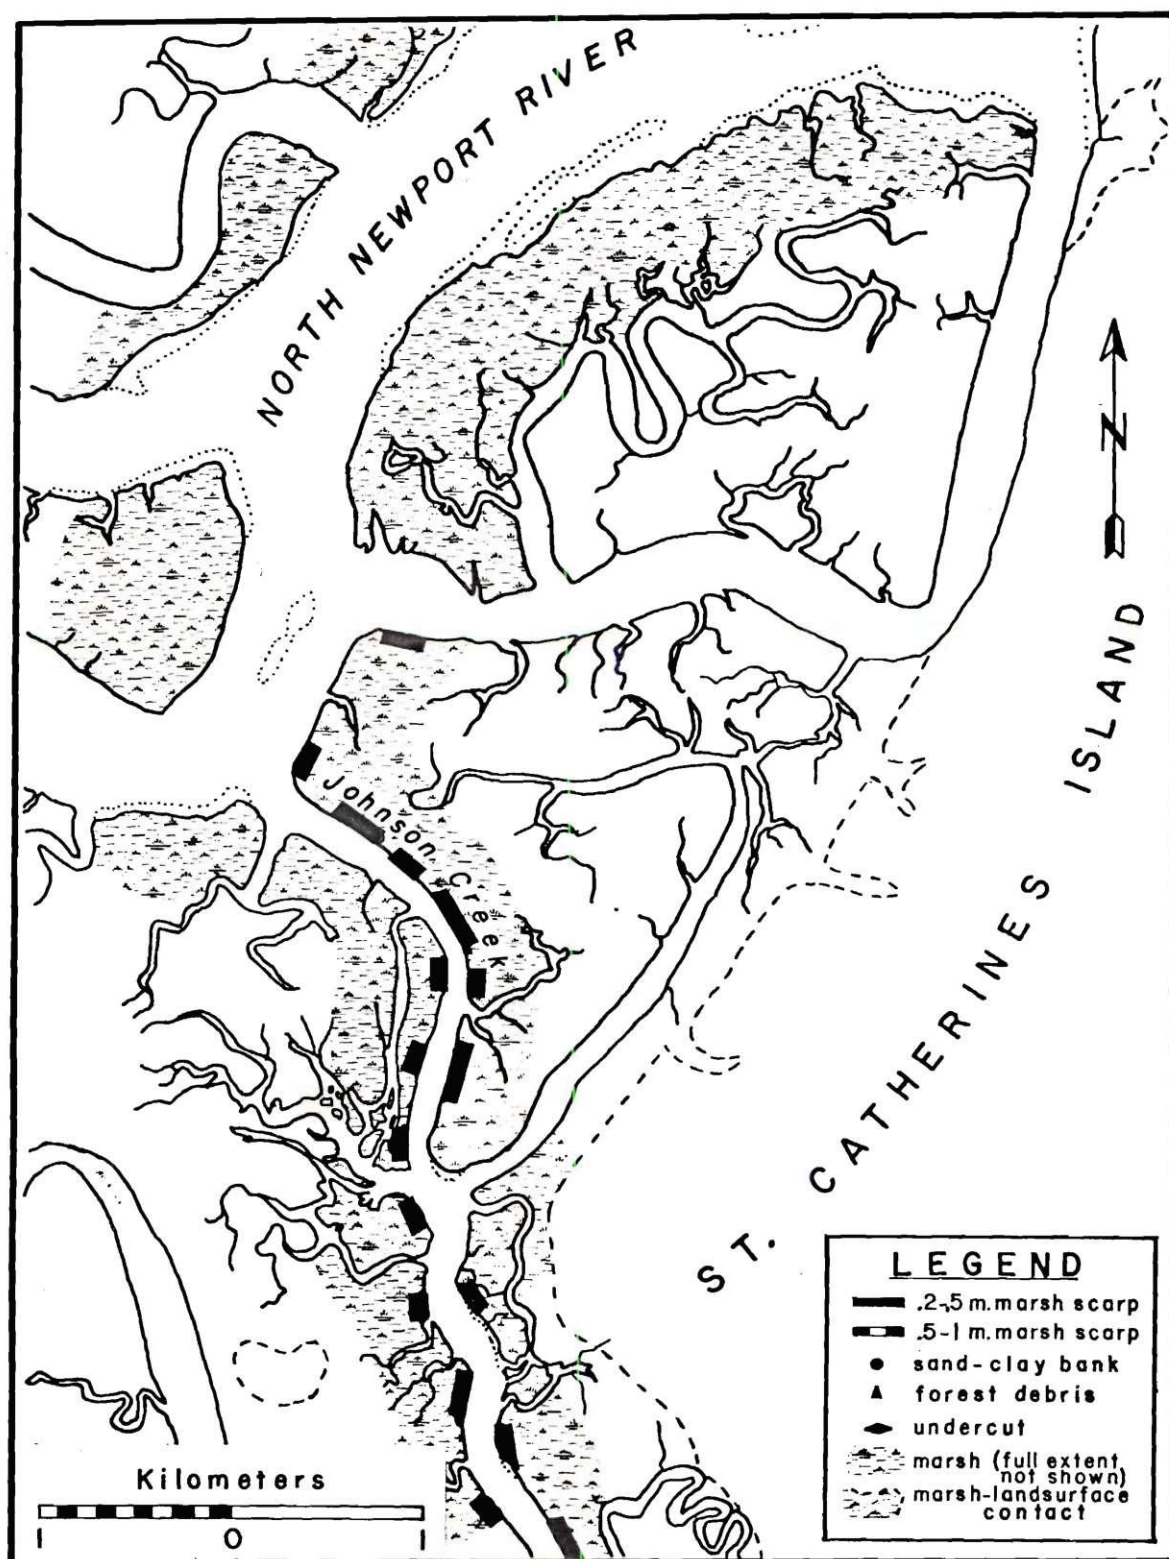 NORTH NEWPORT RIVER
N
Johnson Creek
ST. CATHERINES ISLAND
LEGEND
.2-.5 m. marsh scarp
.5-1 m. marsh scarp
sand-clay bank
forest debris
undercut
marsh (full extent
not shown)
marsh-landsurface
contact
Kilometers
1 0 1